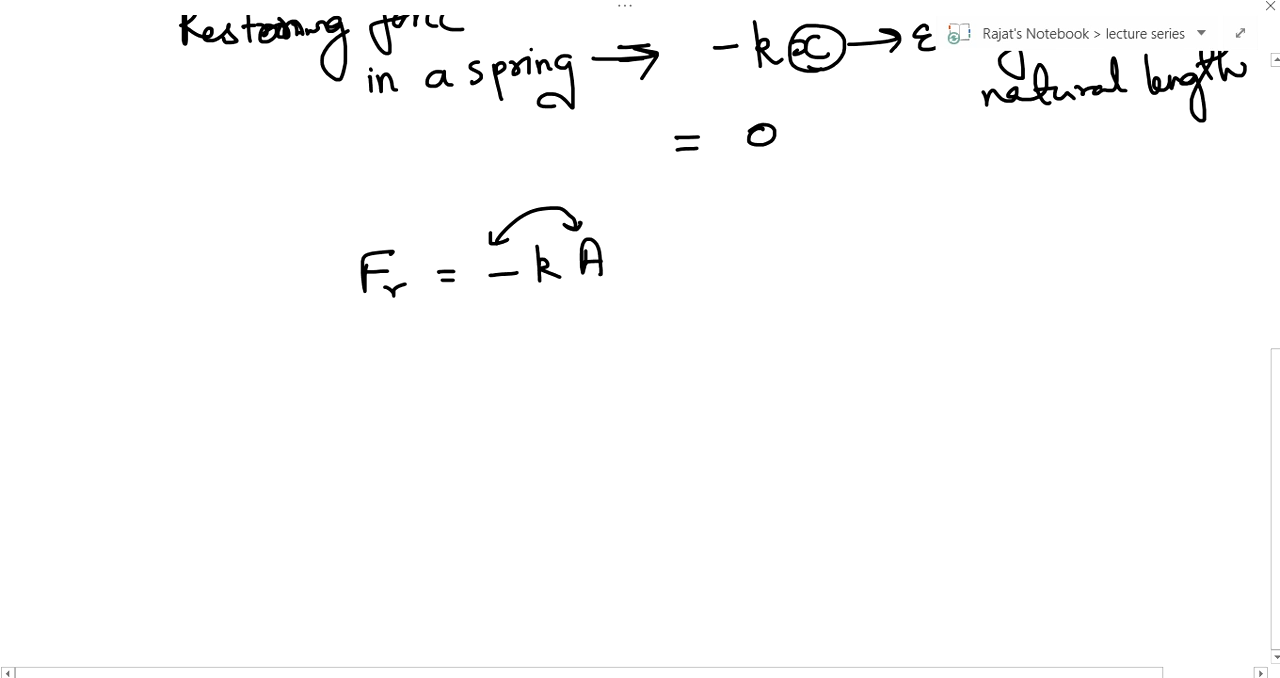 Rajat's Notebook > lecture series
Restoring force
in a spring → - k x → ε
natural length
= 0
Fr = - k A